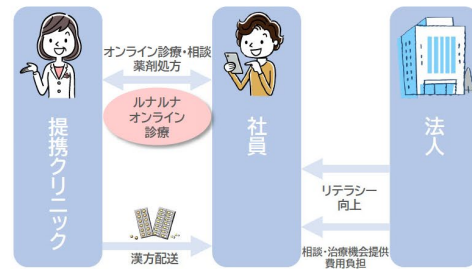 オンライン診療・相談
薬剤処方
ルナルナ
オンライン
診療
提携クリニック
社員
法人
リテラシー
向上
漢方配送
相談・治療機会提供
費用負担